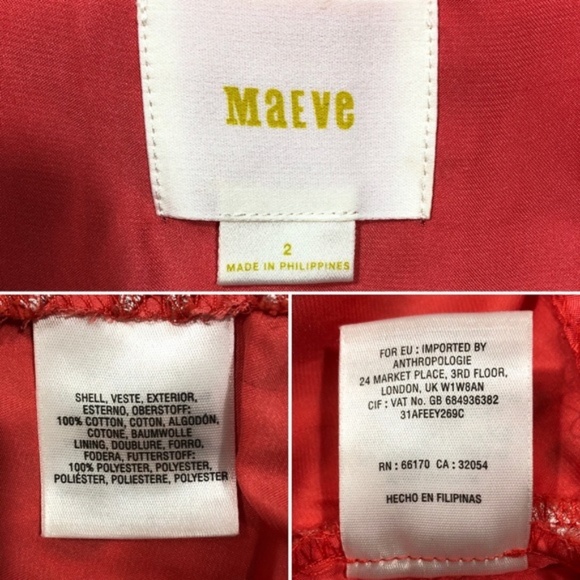 MaEve
2
MADE IN PHILIPPINES
SHELL, VESTE, EXTERIOR,
ESTERNO, OBERSTOFF:
100% COTTON, COTON, ALGODÓN,
COTONE, BAUMWOLLE
LINING, DOUBLURE, FORRO,
FODERA, FUTTERSTOFF:
100% POLYESTER, POLYESTER,
POLIÉSTER, POLIESTERE, POLYESTER
FOR EU : IMPORTED BY
ANTHROPOLOGIE
24 MARKET PLACE, 3RD FLOOR,
LONDON, UK W1W8AN
CIF : VAT No. GB 684936382
31AFEEY269C
RN : 66170 CA : 32054
HECHO EN FILIPINAS